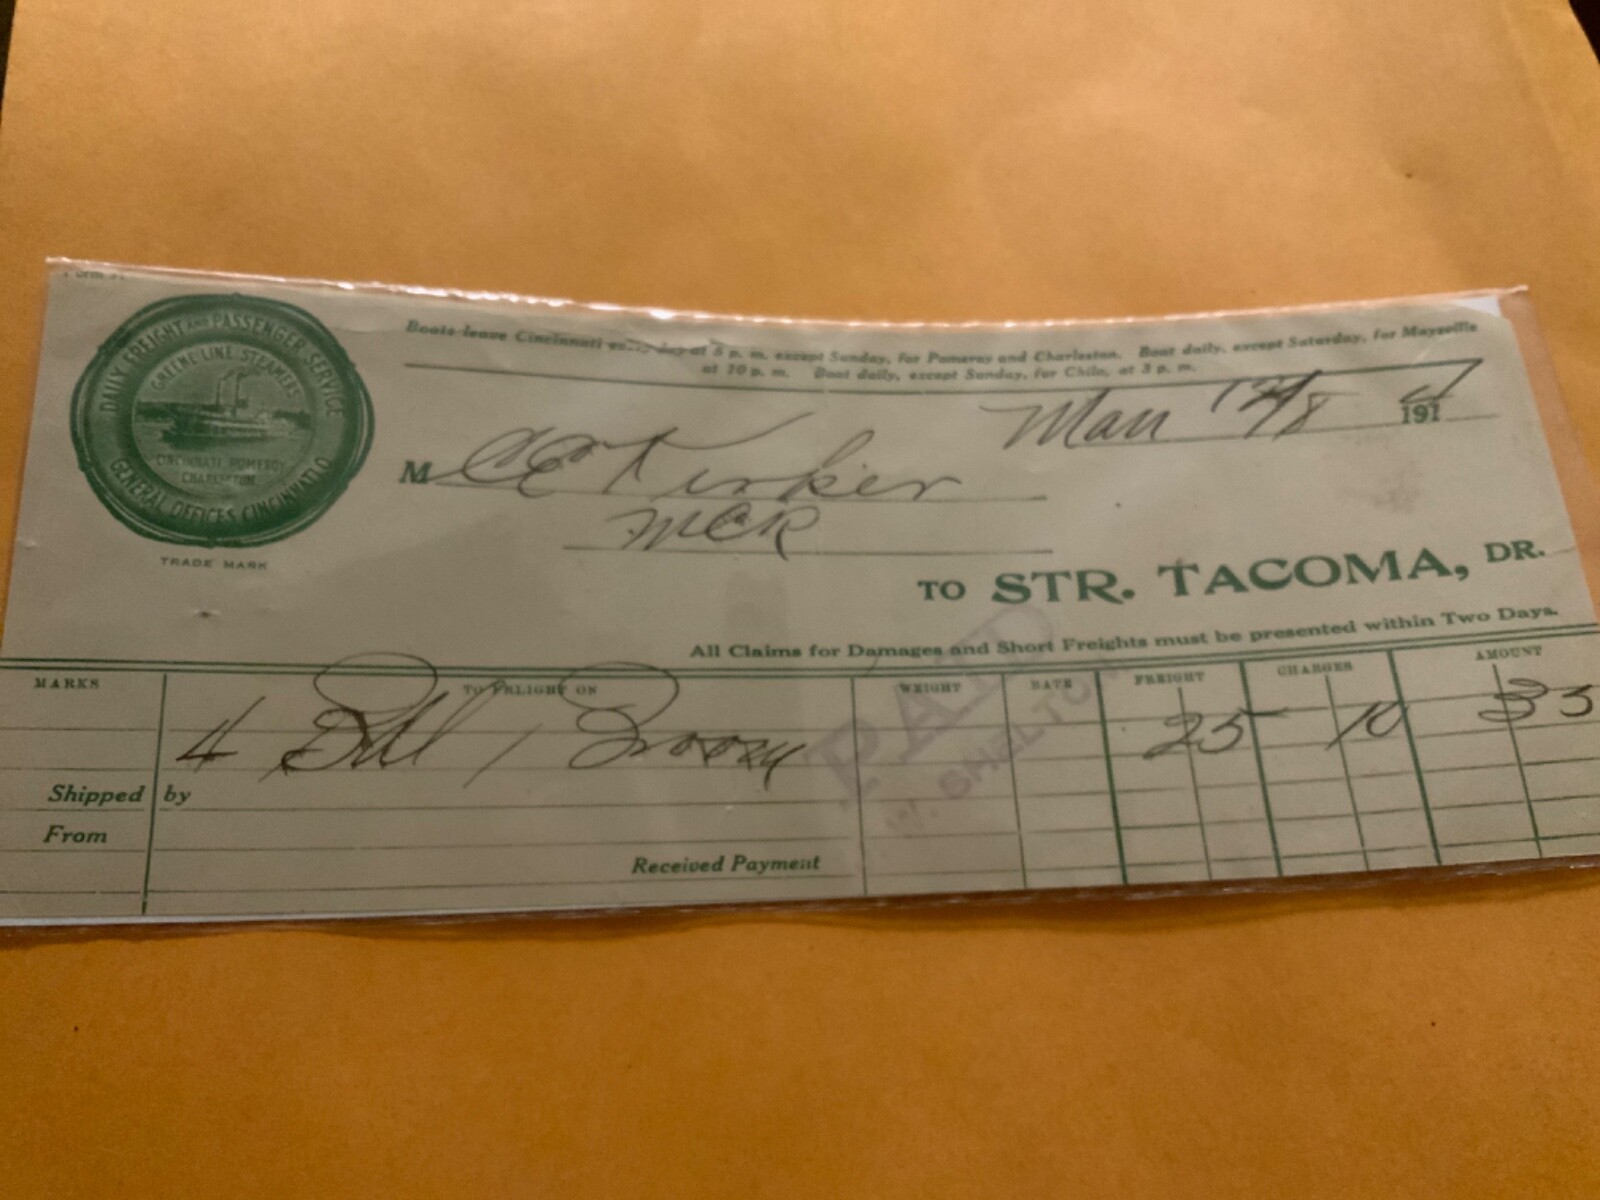 DAILY FREIGHT AND PASSENGER SERVICE
GREENE LINE STEAMERS
CINCINNATI POMEROY
CHARLESTON
GENERAL OFFICES CINCINNATI, O.
TRADE MARK
Boats leave Cincinnati every day at 5 p. m. except Sunday, for Pomeroy and Charleston. Boat daily, except Saturday, for Maysville
at 10 p. m. Boat daily, except Sunday, for Chilo, at 3 p. m.
191
M C E Kirker
MCR
TO STR. TACOMA, DR.
All Claims for Damages and Short Freights must be presented within Two Days.
MARKS TO FREIGHT ON WEIGHT RATE FREIGHT CHARGES AMOUNT
4 25 10 35
PAID
W. SHELTON
Shipped by
From
Received Payment